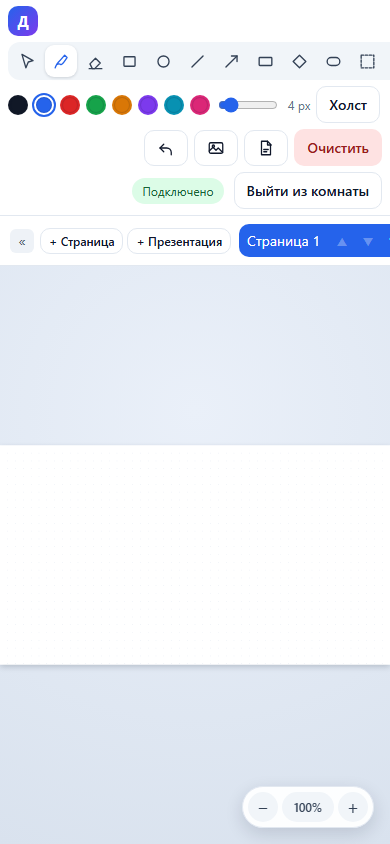 Д
4 px Холст
Очистить
Подключено Выйти из комнаты
« + Страница + Презентация Страница 1
− 100% +